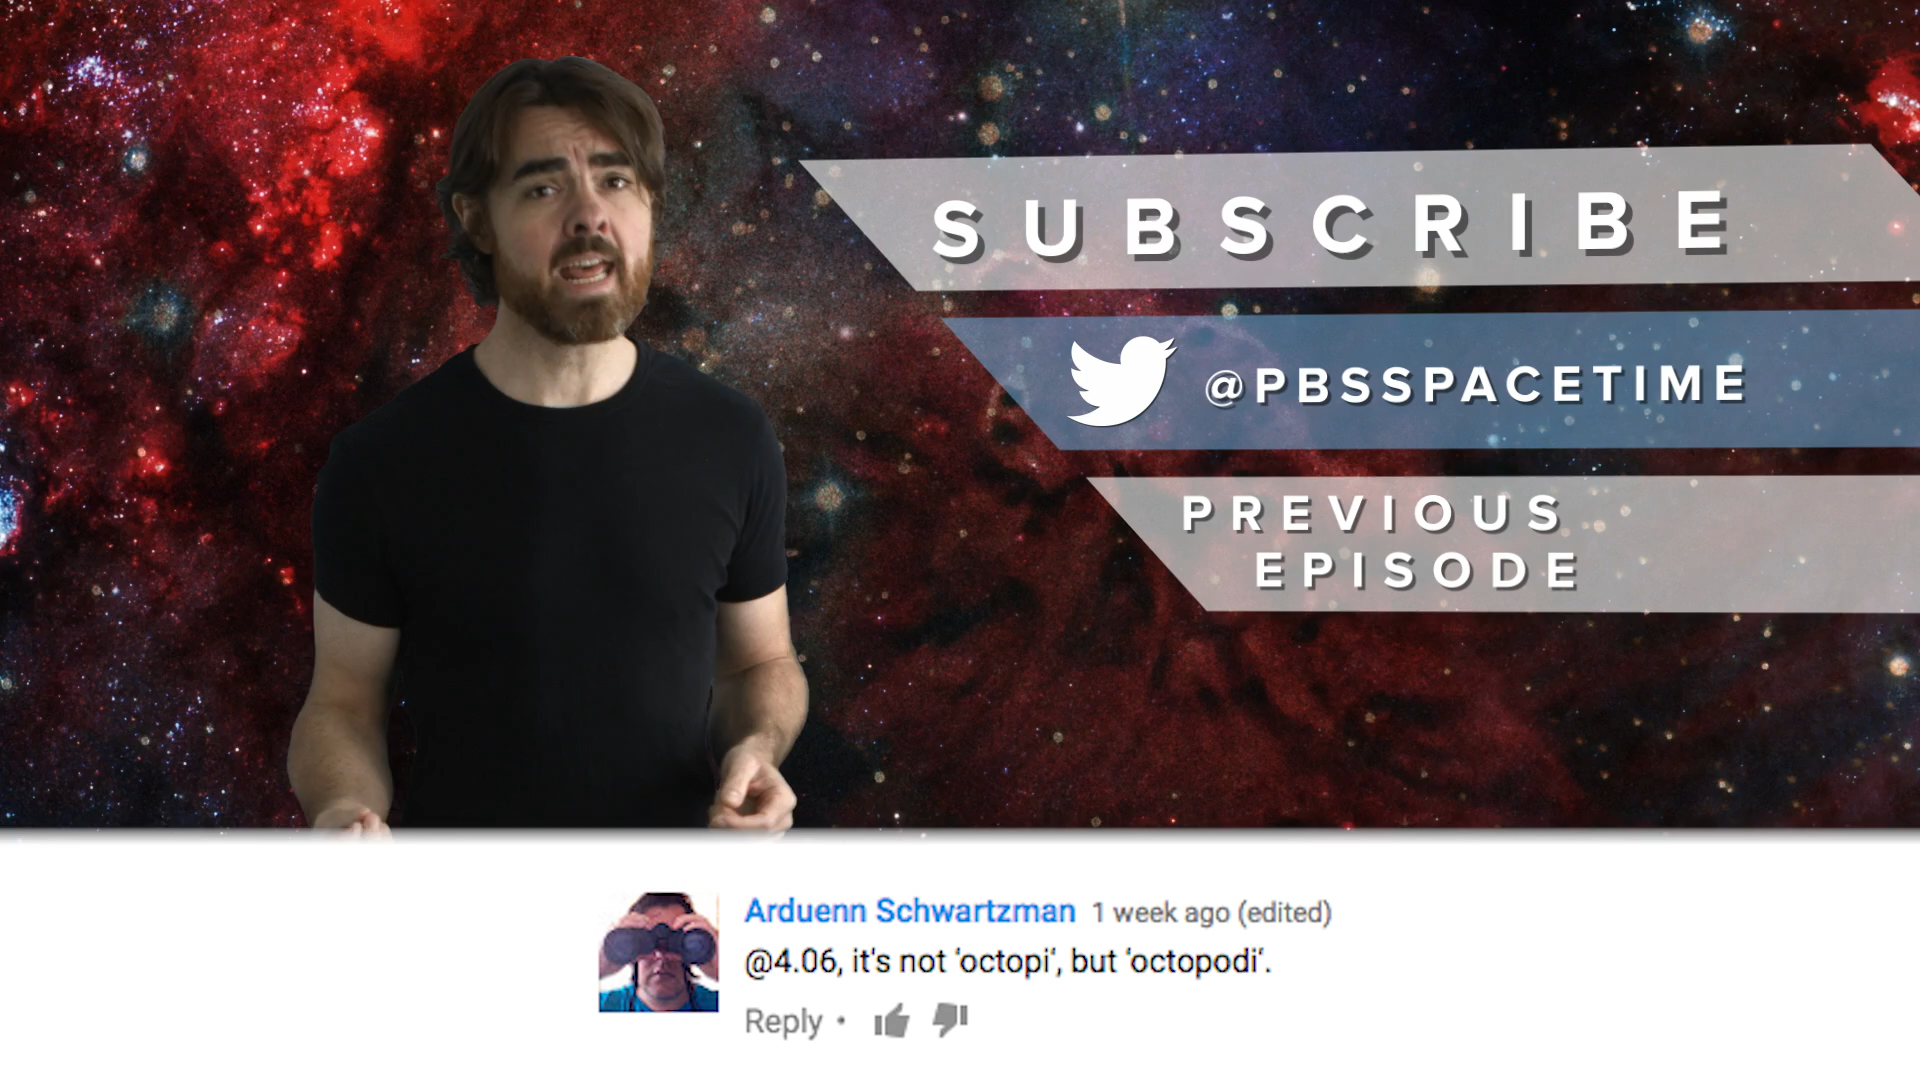 SUBSCRIBE
@PBSSPACETIME
PREVIOUS
EPISODE
Arduenn Schwartzman 1 week ago (edited)
@4.06, it's not 'octopi', but 'octopodi'.
Reply •